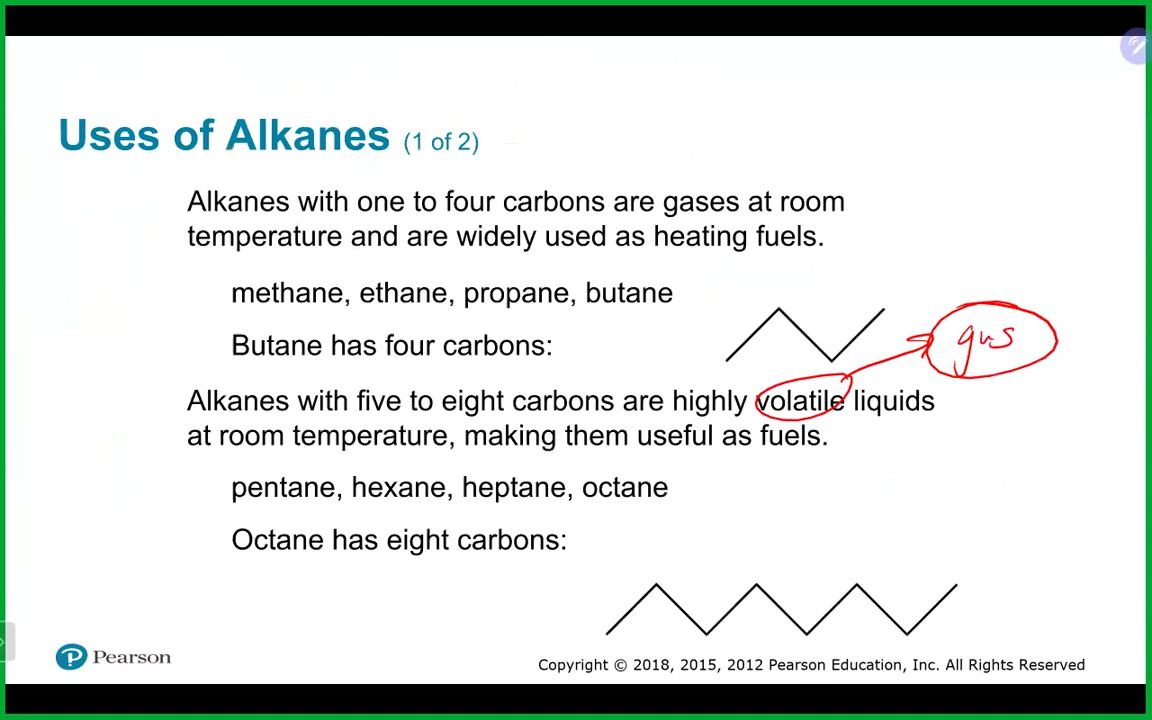 Uses of Alkanes (1 of 2)
Alkanes with one to four carbons are gases at room
temperature and are widely used as heating fuels.
methane, ethane, propane, butane
Butane has four carbons:
gas
Alkanes with five to eight carbons are highly volatile liquids
at room temperature, making them useful as fuels.
pentane, hexane, heptane, octane
Octane has eight carbons:
P Pearson
Copyright © 2018, 2015, 2012 Pearson Education, Inc. All Rights Reserved